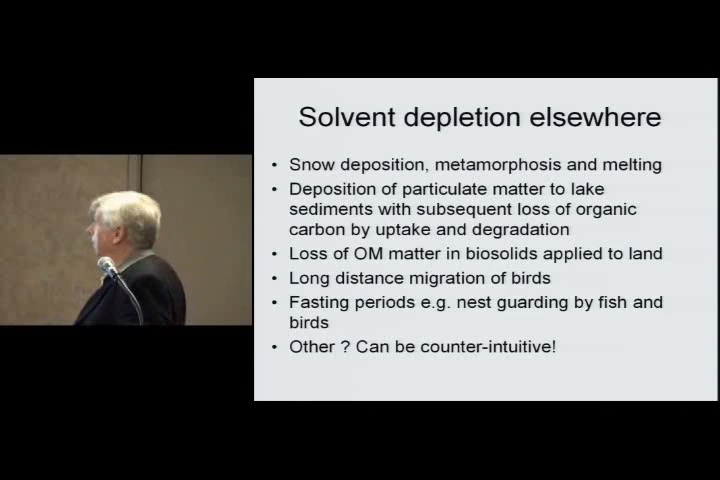 Solvent depletion elsewhere
• Snow deposition, metamorphosis and melting
• Deposition of particulate matter to lake
sediments with subsequent loss of organic
carbon by uptake and degradation
• Loss of OM matter in biosolids applied to land
• Long distance migration of birds
• Fasting periods e.g. nest guarding by fish and
birds
• Other ? Can be counter-intuitive!